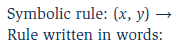 Symbolic rule: (x, y) →
Rule written in words: